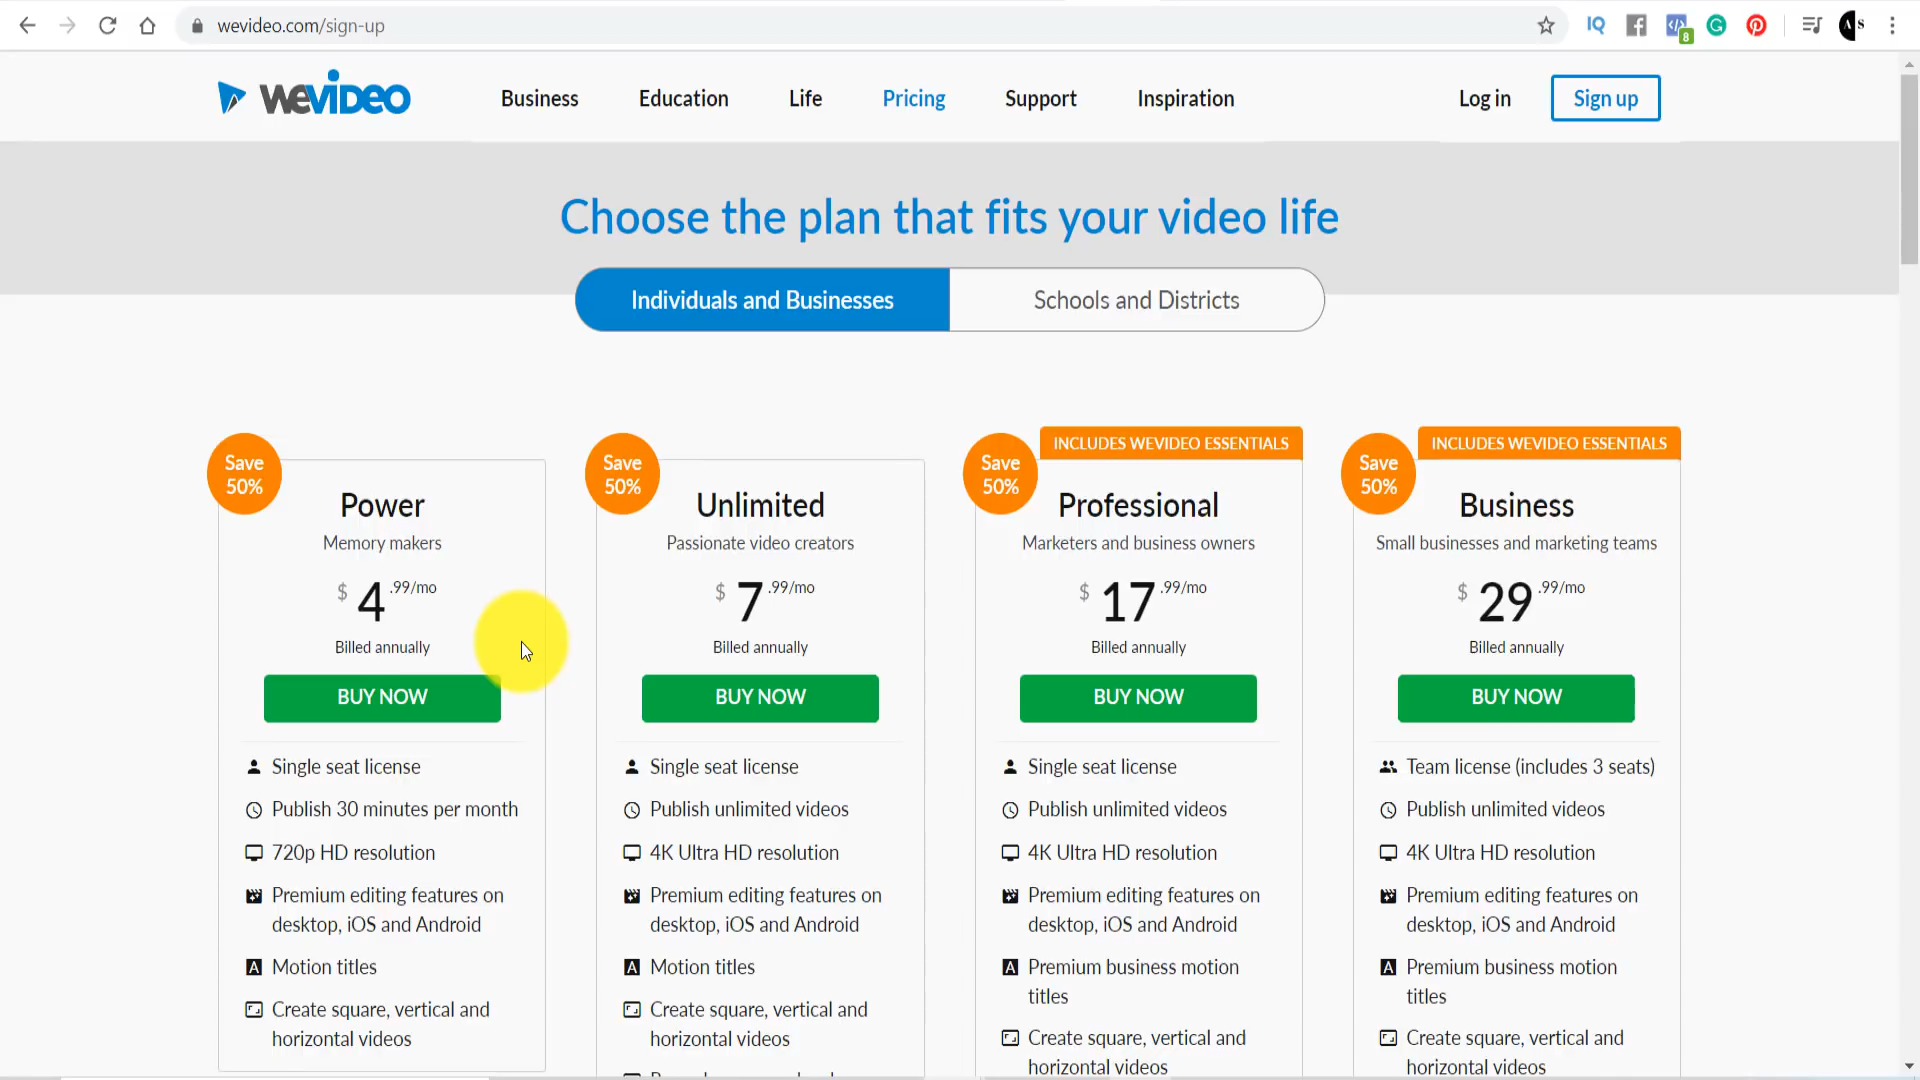 wevideo.com/sign-up
IQ
8
A S
WEVIDEO
Business
Education
Life
Pricing
Support
Inspiration
Log in
Sign up
Choose the plan that fits your video life
Individuals and Businesses
Schools and Districts
Save
50%
Power
Memory makers
$ 4 .99/mo
Billed annually
BUY NOW
Single seat license
Publish 30 minutes per month
720p HD resolution
Premium editing features on
desktop, iOS and Android
Motion titles
Create square, vertical and
horizontal videos
Save
50%
Unlimited
Passionate video creators
$ 7 .99/mo
Billed annually
BUY NOW
Single seat license
Publish unlimited videos
4K Ultra HD resolution
Premium editing features on
desktop, iOS and Android
Motion titles
Create square, vertical and
horizontal videos
INCLUDES WEVIDEO ESSENTIALS
Save
50%
Professional
Marketers and business owners
$ 17 .99/mo
Billed annually
BUY NOW
Single seat license
Publish unlimited videos
4K Ultra HD resolution
Premium editing features on
desktop, iOS and Android
Premium business motion
titles
Create square, vertical and
horizontal videos
INCLUDES WEVIDEO ESSENTIALS
Save
50%
Business
Small businesses and marketing teams
$ 29 .99/mo
Billed annually
BUY NOW
Team license (includes 3 seats)
Publish unlimited videos
4K Ultra HD resolution
Premium editing features on
desktop, iOS and Android
Premium business motion
titles
Create square, vertical and
horizontal videos